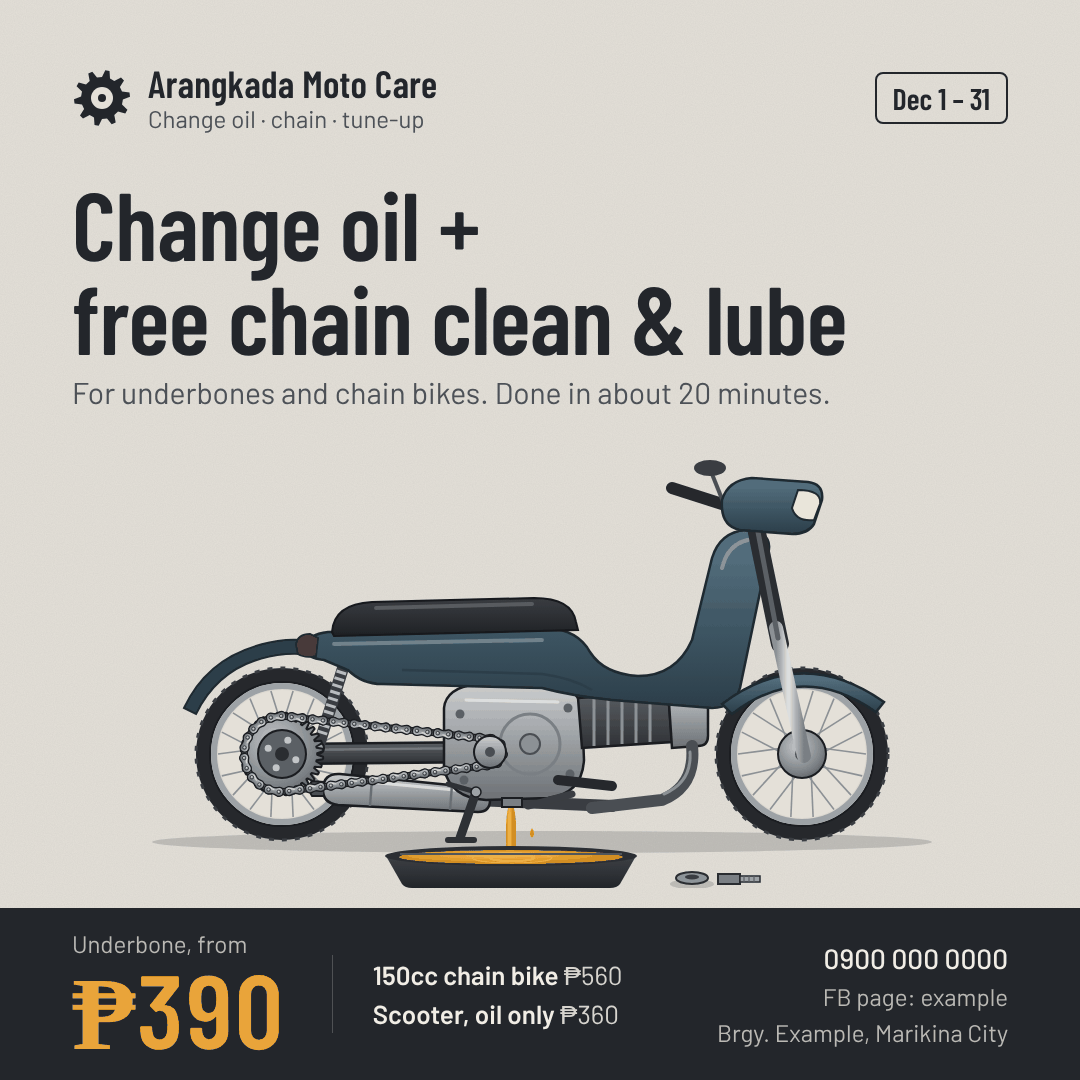 Arangkada Moto Care
Change oil · chain · tune-up
Dec 1 – 31
Change oil +
free chain clean & lube
For underbones and chain bikes. Done in about 20 minutes.
Underbone, from
₱390
150cc chain bike ₱560
Scooter, oil only ₱360
0900 000 0000
FB page: example
Brgy. Example, Marikina City